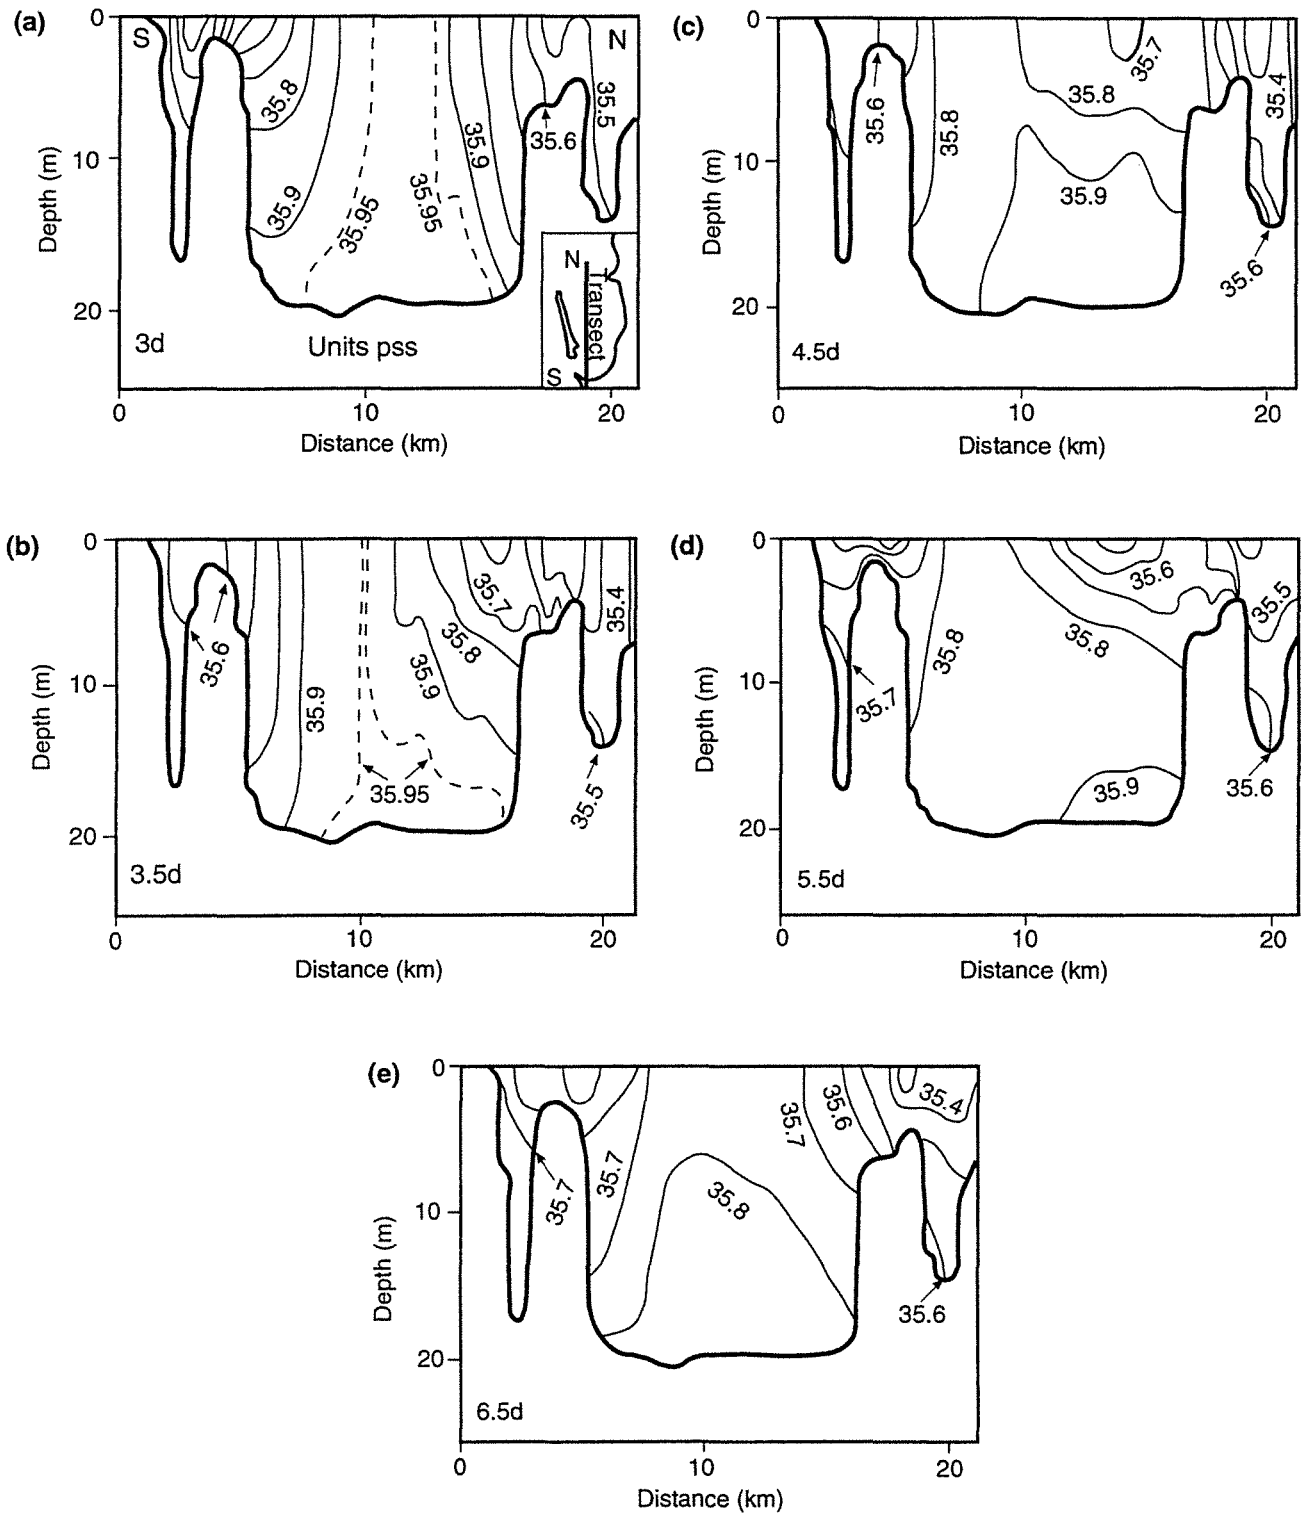 (a)
S
N
0
10
20
Depth (m)
35.8
35.9
35.95
35.95
35.9
35.6
35.5
3d
Units pss
N
Transect
S
0
10
20
Distance (km)
(c)
0
10
20
Depth (m)
35.6
35.8
35.8
35.7
35.9
35.4
35.6
4.5d
0
10
20
Distance (km)
(b)
0
10
20
Depth (m)
35.6
35.9
35.95
35.9
35.8
35.7
35.4
35.5
3.5d
0
10
20
Distance (km)
(d)
0
10
20
Depth (m)
35.7
35.8
35.8
35.6
35.5
35.9
35.6
5.5d
0
10
20
Distance (km)
(e)
0
10
20
Depth (m)
35.7
35.7
35.8
35.7
35.6
35.4
35.6
6.5d
0
10
20
Distance (km)